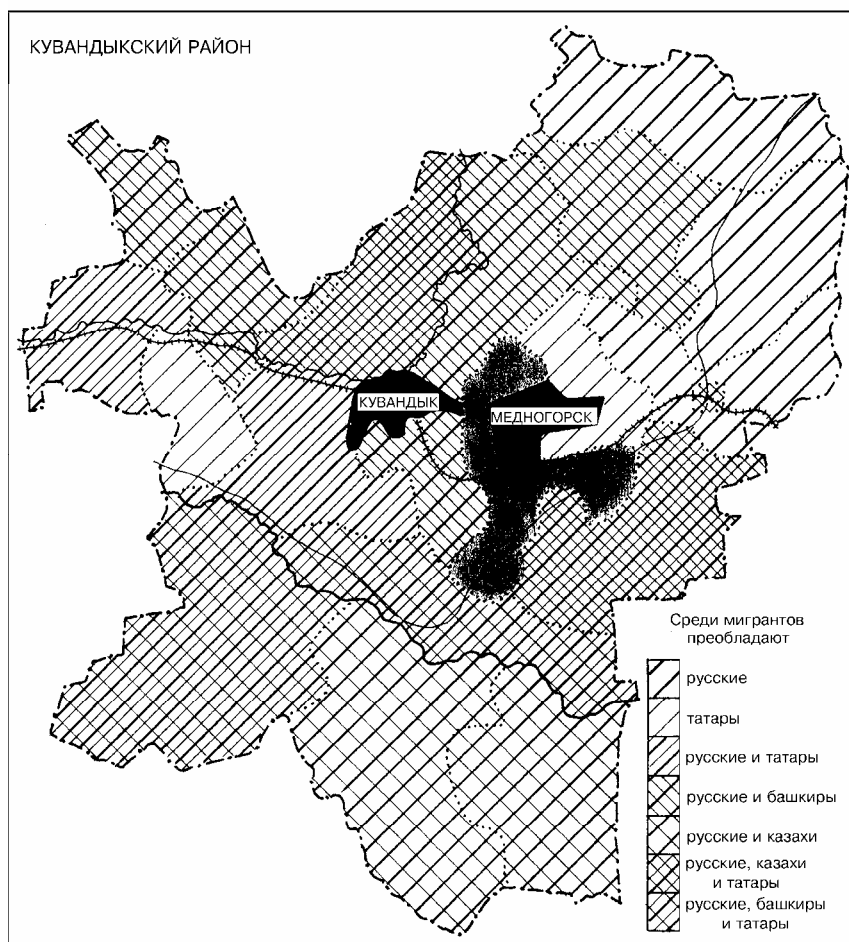 КУВАНДЫКСКИЙ РАЙОН
КУВАНДЫК
МЕДНОГОРСК
Среди мигрантов
преобладают
русские
татары
русские и татары
русские и башкиры
русские и казахи
русские, казахи
и татары
русские, башкиры
и татары